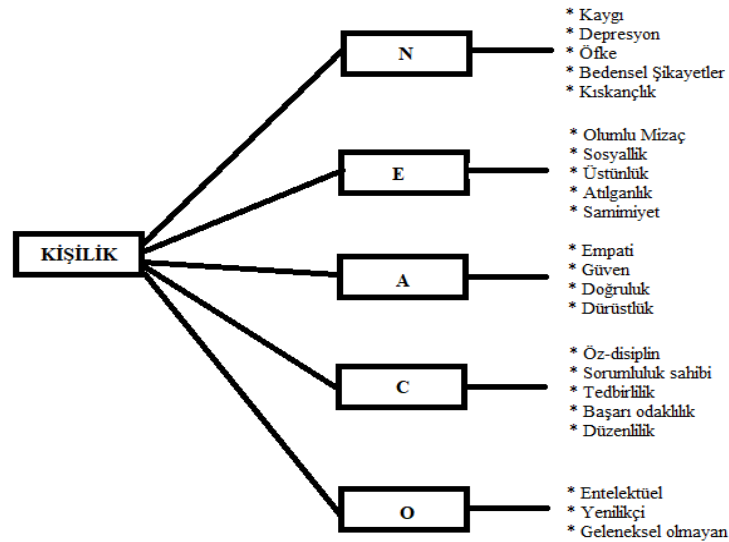 KİŞİLİK
N
* Kaygı
* Depresyon
* Öfke
* Bedensel Şikayetler
* Kıskançlık
E
* Olumlu Mizaç
* Sosyallik
* Üstünlük
* Atılganlık
* Samimiyet
A
* Empati
* Güven
* Doğruluk
* Dürüstlük
C
* Öz-disiplin
* Sorumluluk sahibi
* Tedbirlilik
* Başarı odaklılık
* Düzenlilik
O
* Entelektüel
* Yenilikçi
* Geleneksel olmayan